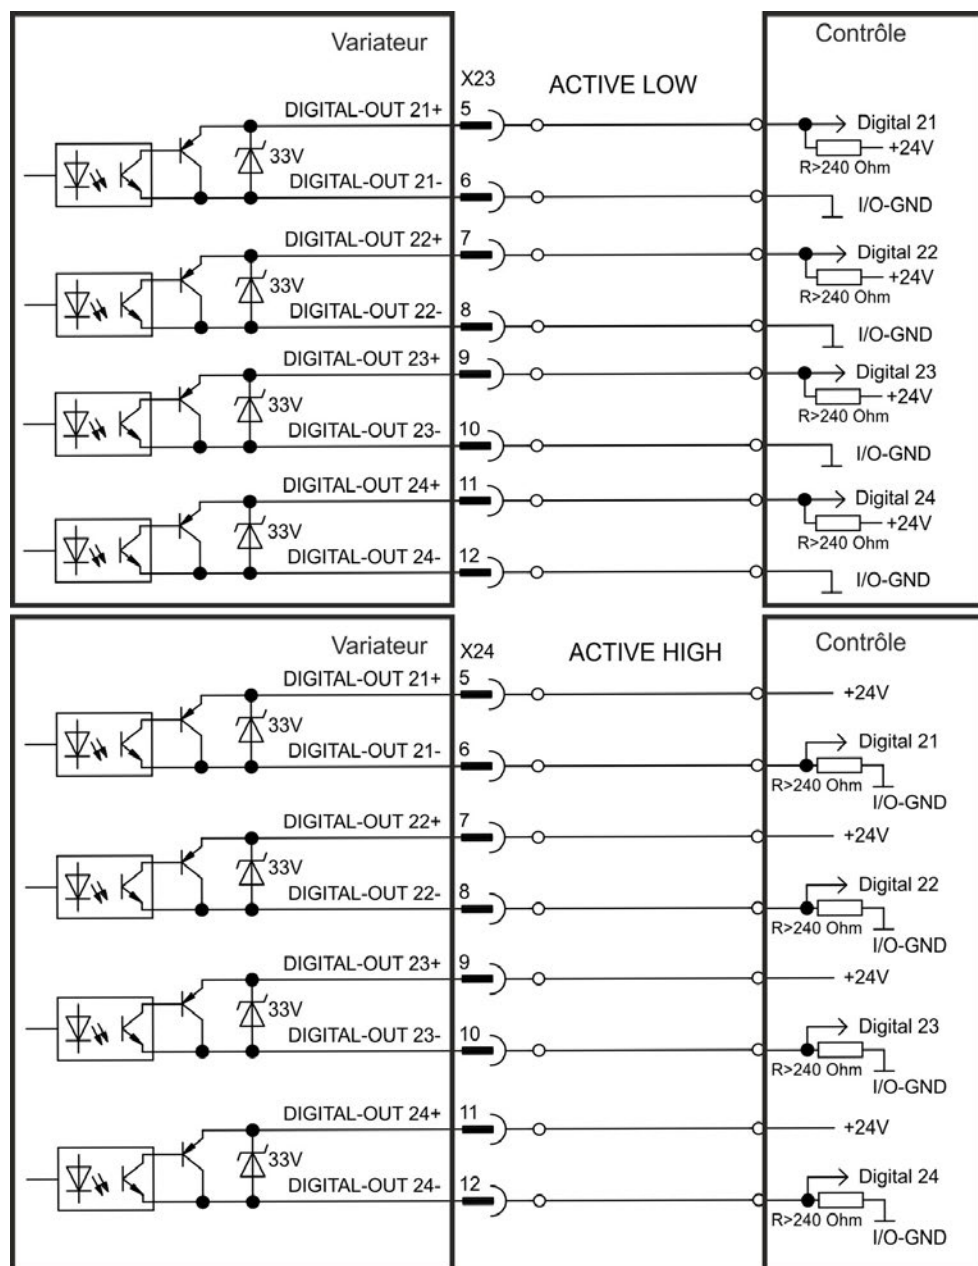 Variateur
Contrôle
X23
ACTIVE LOW
DIGITAL-OUT 21+
5
Digital 21
33V
+24V
R>240 Ohm
DIGITAL-OUT 21-
6
I/O-GND
DIGITAL-OUT 22+
7
Digital 22
33V
+24V
R>240 Ohm
DIGITAL-OUT 22-
8
I/O-GND
DIGITAL-OUT 23+
9
Digital 23
33V
+24V
R>240 Ohm
DIGITAL-OUT 23-
10
I/O-GND
DIGITAL-OUT 24+
11
Digital 24
33V
+24V
R>240 Ohm
DIGITAL-OUT 24-
12
I/O-GND
Variateur
Contrôle
X24
ACTIVE HIGH
DIGITAL-OUT 21+
5
+24V
33V
Digital 21
DIGITAL-OUT 21-
6
R>240 Ohm
I/O-GND
DIGITAL-OUT 22+
7
+24V
33V
Digital 22
DIGITAL-OUT 22-
8
R>240 Ohm
I/O-GND
DIGITAL-OUT 23+
9
+24V
33V
Digital 23
DIGITAL-OUT 23-
10
R>240 Ohm
I/O-GND
DIGITAL-OUT 24+
11
+24V
33V
Digital 24
DIGITAL-OUT 24-
12
R>240 Ohm
I/O-GND